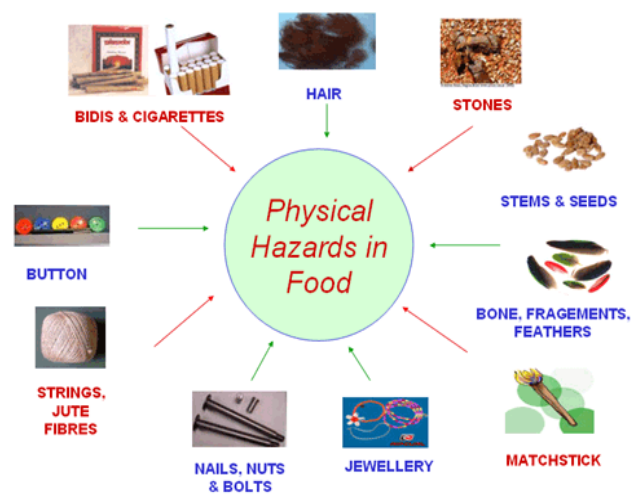 BIDIS & CIGARETTES
HAIR
STONES
STEMS & SEEDS
BUTTON
Physical
Hazards in
Food
BONE, FRAGEMENTS,
FEATHERS
STRINGS,
JUTE
FIBRES
NAILS, NUTS
& BOLTS
JEWELLERY
MATCHSTICK